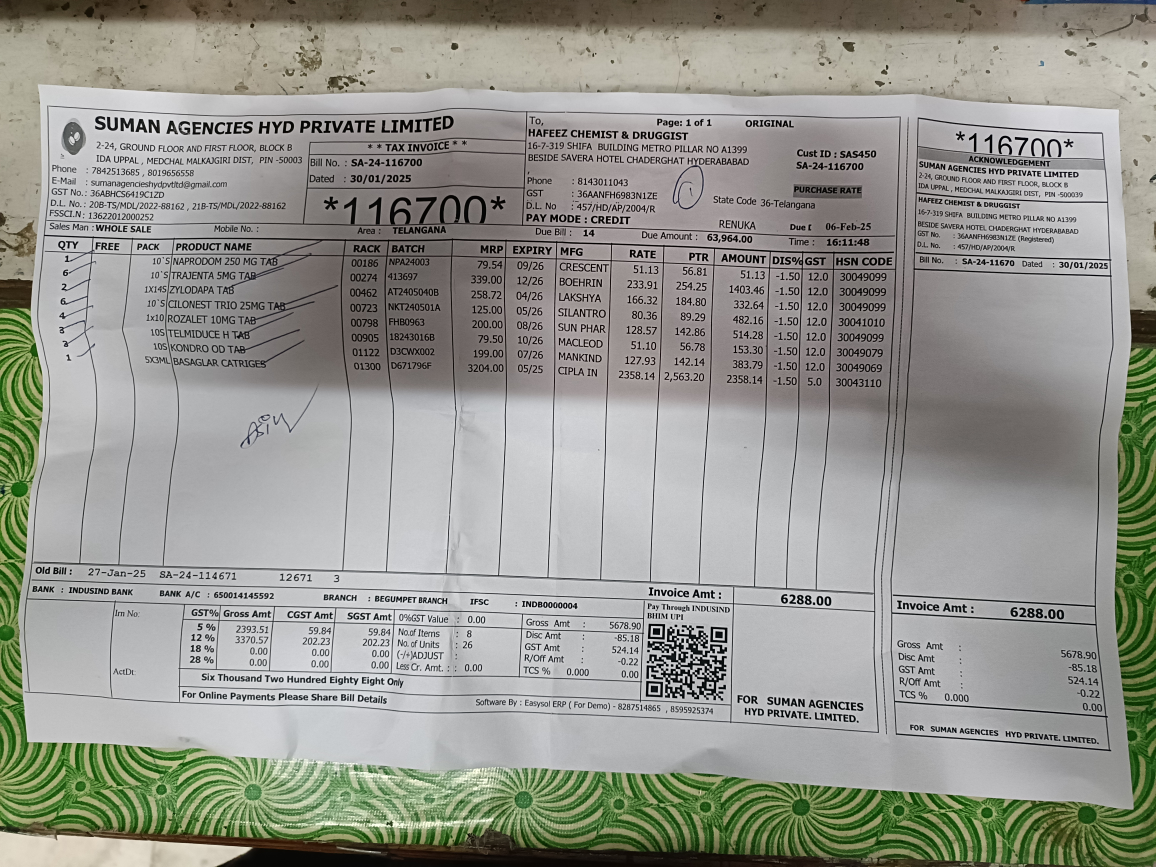 SUMAN AGENCIES HYD PRIVATE LIMITED
2-24, GROUND FLOOR AND FIRST FLOOR, BLOCK B
IDA UPPAL , MEDCHAL MALKAJGIRI DIST, PIN -50003
Phone : 7842513685 , 8019656558
E-Mail : sumanagencieshydpvtltd@gmail.com
GST No.: 36ABHCS6419C1ZD
D.L. No.: 20B-TS/MDL/2022-88162 , 21B-TS/MDL/2022-88162
FSSCI.N : 13622012000252
* * TAX INVOICE * *
Bill No. : SA-24-116700
Dated : 30/01/2025
*116700*
To,
Page: 1 of 1 ORIGINAL
HAFEEZ CHEMIST & DRUGGIST
16-7-319 SHIFA BUILDING METRO PILLAR NO A1399
BESIDE SAVERA HOTEL CHADERGHAT HYDERABABAD
,
Phone : 8143011043
GST : 36AANFH6983N1ZE
D.L. No : 457/HD/AP/2004/R
PAY MODE : CREDIT
Cust ID : SAS450
SA-24-116700
PURCHASE RATE
State Code 36-Telangana
1
Sales Man : WHOLE SALE Mobile No. : Area : TELANGANA Due Bill : 14 RENUKA Due Amount : 63,964.00 Due D 06-Feb-25 Time : 16:11:48
QTY FREE PACK PRODUCT NAME RACK BATCH MRP EXPIRY MFG RATE PTR AMOUNT DIS% GST HSN CODE
1 10`S NAPRODOM 250 MG TAB 00186 NPA24003 79.54 09/26 CRESCENT 51.13 56.81 51.13 -1.50 12.0 30049099
6 10`S TRAJENTA 5MG TAB 00274 413697 339.00 12/26 BOEHRIN 233.91 254.25 1403.46 -1.50 12.0 30049099
2 1X14S ZYLODAPA TAB 00462 AT2405040B 258.72 04/26 LAKSHYA 166.32 184.80 332.64 -1.50 12.0 30049099
6 10`S CILONEST TRIO 25MG TAB 00723 NKT240501A 125.00 05/26 SILANTRO 80.36 89.29 482.16 -1.50 12.0 30041010
4 1x10 ROZALET 10MG TAB 00798 FHB0963 200.00 08/26 SUN PHAR 128.57 142.86 514.28 -1.50 12.0 30049099
3 10S TELMIDUCE H TAB 00905 18243016B 79.50 10/26 MACLEOD 51.10 56.78 153.30 -1.50 12.0 30049079
3 10S KONDRO OD TAB 01122 D3CWX002 199.00 07/26 MANKIND 127.93 142.14 383.79 -1.50 12.0 30049069
1 5X3ML BASAGLAR CATRIGES 01300 D671796F 3204.00 05/25 CIPLA IN 2358.14 2,563.20 2358.14 -1.50 5.0 30043110
Old Bill : 27-Jan-25 SA-24-114671 12671 3
BANK : INDUSIND BANK BANK A/C : 650014145592 BRANCH : BEGUMPET BRANCH IFSC : INDB0000004
Invoice Amt : 6288.00
Irn No:
ActDt:
GST% Gross Amt CGST Amt SGST Amt
5 % 2393.51 59.84 59.84
12 % 3370.57 202.23 202.23
18 % 0.00 0.00 0.00
28 % 0.00 0.00 0.00
0%GST Value : 0.00
No.of Items : 8
No. of Units : 26
(-/+)ADJUST :
Less Cr. Amt. : : 0.00
Gross Amt : 5678.90
Disc Amt : -85.18
GST Amt : 524.14
R/Off Amt : -0.22
TCS % 0.000 0.00
Pay Through INDUSIND
BHIM UPI
Six Thousand Two Hundred Eighty Eight Only
For Online Payments Please Share Bill Details
Software By : Easysol ERP ( For Demo) - 8287514865 , 8595925374
FOR SUMAN AGENCIES
HYD PRIVATE. LIMITED.
*116700*
ACKNOWLEDGEMENT
SUMAN AGENCIES HYD PRIVATE LIMITED
2-24, GROUND FLOOR AND FIRST FLOOR, BLOCK B
IDA UPPAL , MEDCHAL MALKAJGIRI DIST, PIN -500039
HAFEEZ CHEMIST & DRUGGIST
16-7-319 SHIFA BUILDING METRO PILLAR NO A1399
BESIDE SAVERA HOTEL CHADERGHAT HYDERABABAD
GST No. : 36AANFH6983N1ZE (Registered)
D.L. No. : 457/HD/AP/2004/R
Bill No. : SA-24-11670 Dated : 30/01/2025
Invoice Amt : 6288.00
Gross Amt : 5678.90
Disc Amt : -85.18
GST Amt : 524.14
R/Off Amt : -0.22
TCS % 0.000 0.00
FOR SUMAN AGENCIES HYD PRIVATE. LIMITED.